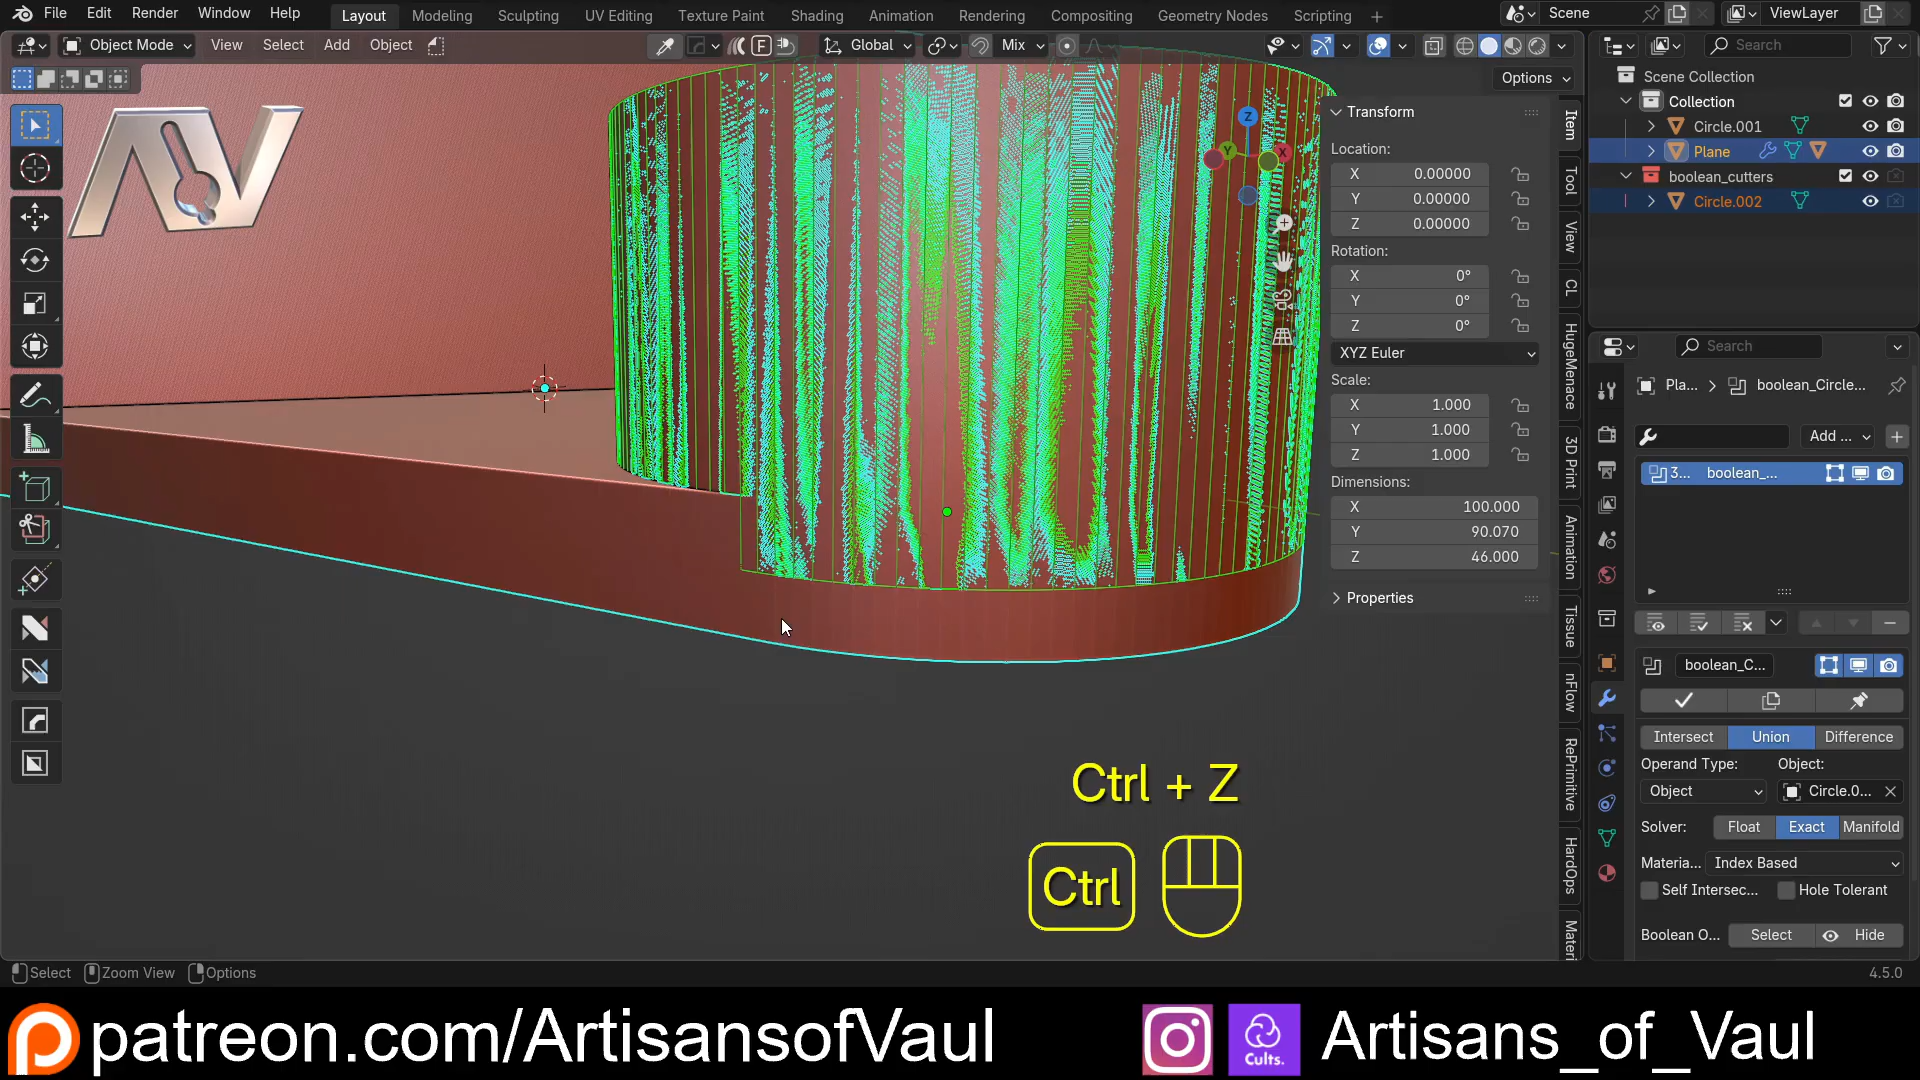 File Edit Render Window Help Layout Modeling Sculpting UV Editing Texture Paint Shading Animation Rendering Compositing Geometry Nodes Scripting + Scene ViewLayer
Object Mode View Select Add Object F Global Mix Search
Options
Scene Collection
Collection
Circle.001
Plane
boolean_cutters
Circle.002
AV
Z
Y
X
Transform
Location:
X 0.00000
Y 0.00000
Z 0.00000
Rotation:
X 0°
Y 0°
Z 0°
XYZ Euler
Scale:
X 1.000
Y 1.000
Z 1.000
Dimensions:
X 100.000
Y 90.070
Z 46.000
Properties
Item
Tool
View
CL
HugeMenace
3D Print
Animation
Tissue
nFlow
RePrimitive
HardOps
Materi
Search
Pla... boolean_Circle...
Add ...
3... boolean_...
boolean_C...
Intersect Union Difference
Operand Type: Object:
Object Circle.0...
Solver: Float Exact Manifold
Materia... Index Based
Self Intersec... Hole Tolerant
Boolean O... Select Hide
Ctrl + Z
Ctrl
Select Zoom View Options 4.5.0
patreon.com/ArtisansofVaul Cults. Artisans_of_Vaul